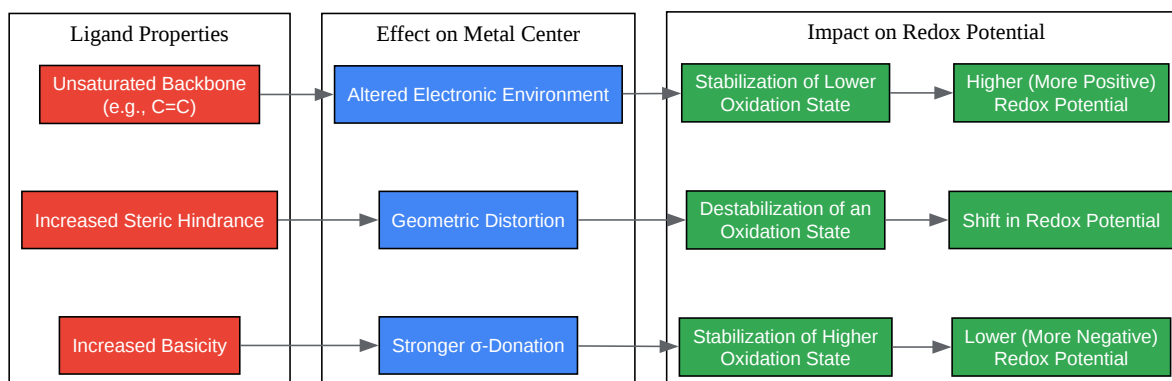 Ligand Properties
Effect on Metal Center
Impact on Redox Potential
Unsaturated Backbone
(e.g., C=C)
Altered Electronic Environment
Stabilization of Lower
Oxidation State
Higher (More Positive)
Redox Potential
Increased Steric Hindrance
Geometric Distortion
Destabilization of an
Oxidation State
Shift in Redox Potential
Increased Basicity
Stronger σ-Donation
Stabilization of Higher
Oxidation State
Lower (More Negative)
Redox Potential